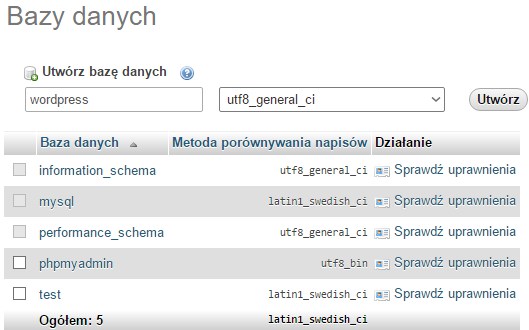 Bazy danych
Utwórz bazę danych
wordpress utf8_general_ci Utwórz
Baza danych Metoda porównywania napisów Działanie
information_schema utf8_general_ci Sprawdź uprawnienia
mysql latin1_swedish_ci Sprawdź uprawnienia
performance_schema utf8_general_ci Sprawdź uprawnienia
phpmyadmin utf8_bin Sprawdź uprawnienia
test latin1_swedish_ci Sprawdź uprawnienia
Ogółem: 5 latin1_swedish_ci